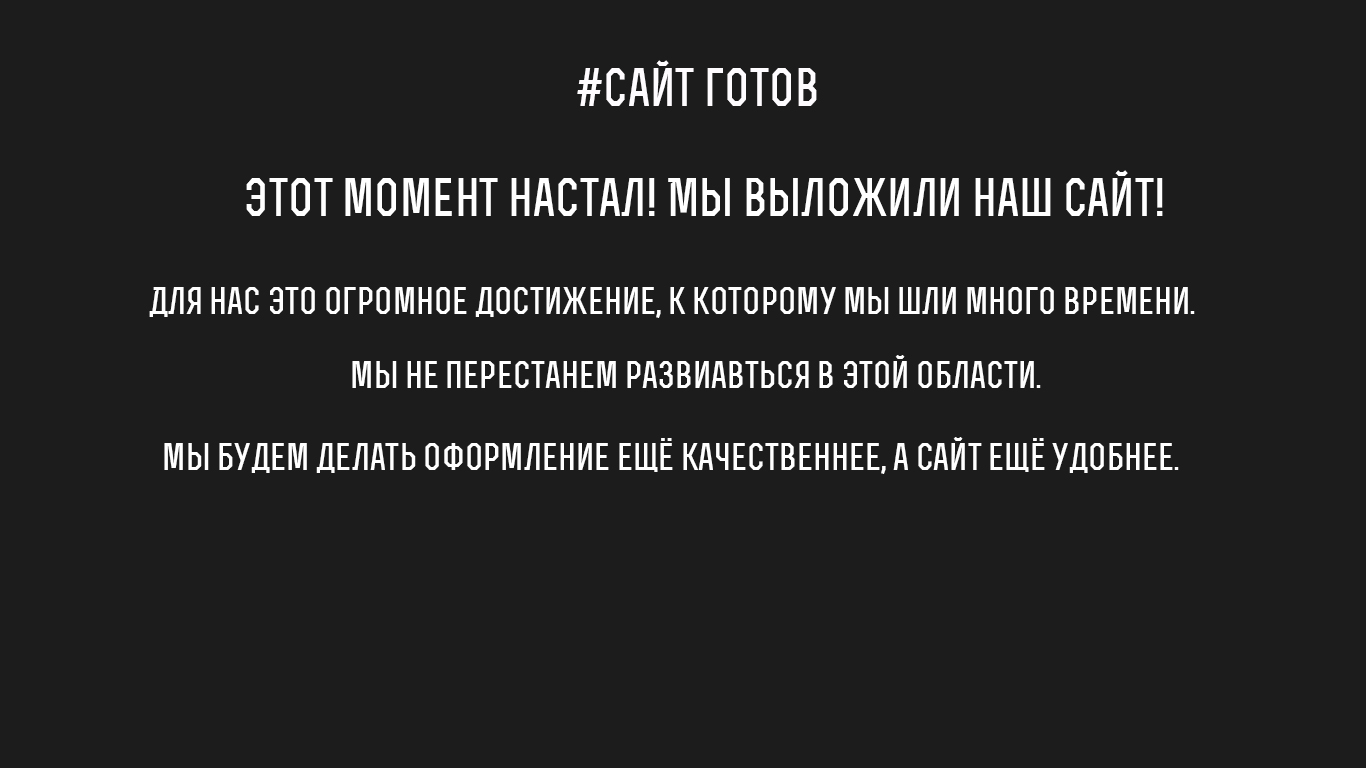 #САЙТ ГОТОВ
ЭТОТ МОМЕНТ НАСТАЛ! МЫ ВЫЛОЖИЛИ НАШ САЙТ!
ДЛЯ НАС ЭТО ОГРОМНОЕ ДОСТИЖЕНИЕ, К КОТОРОМУ МЫ ШЛИ МНОГО ВРЕМЕНИ.
МЫ НЕ ПЕРЕСТАНЕМ РАЗВИАВТЬСЯ В ЭТОЙ ОБЛАСТИ.
МЫ БУДЕМ ДЕЛАТЬ ОФОРМЛЕНИЕ ЕЩЁ КАЧЕСТВЕННЕЕ, А САЙТ ЕЩЁ УДОБНЕЕ.